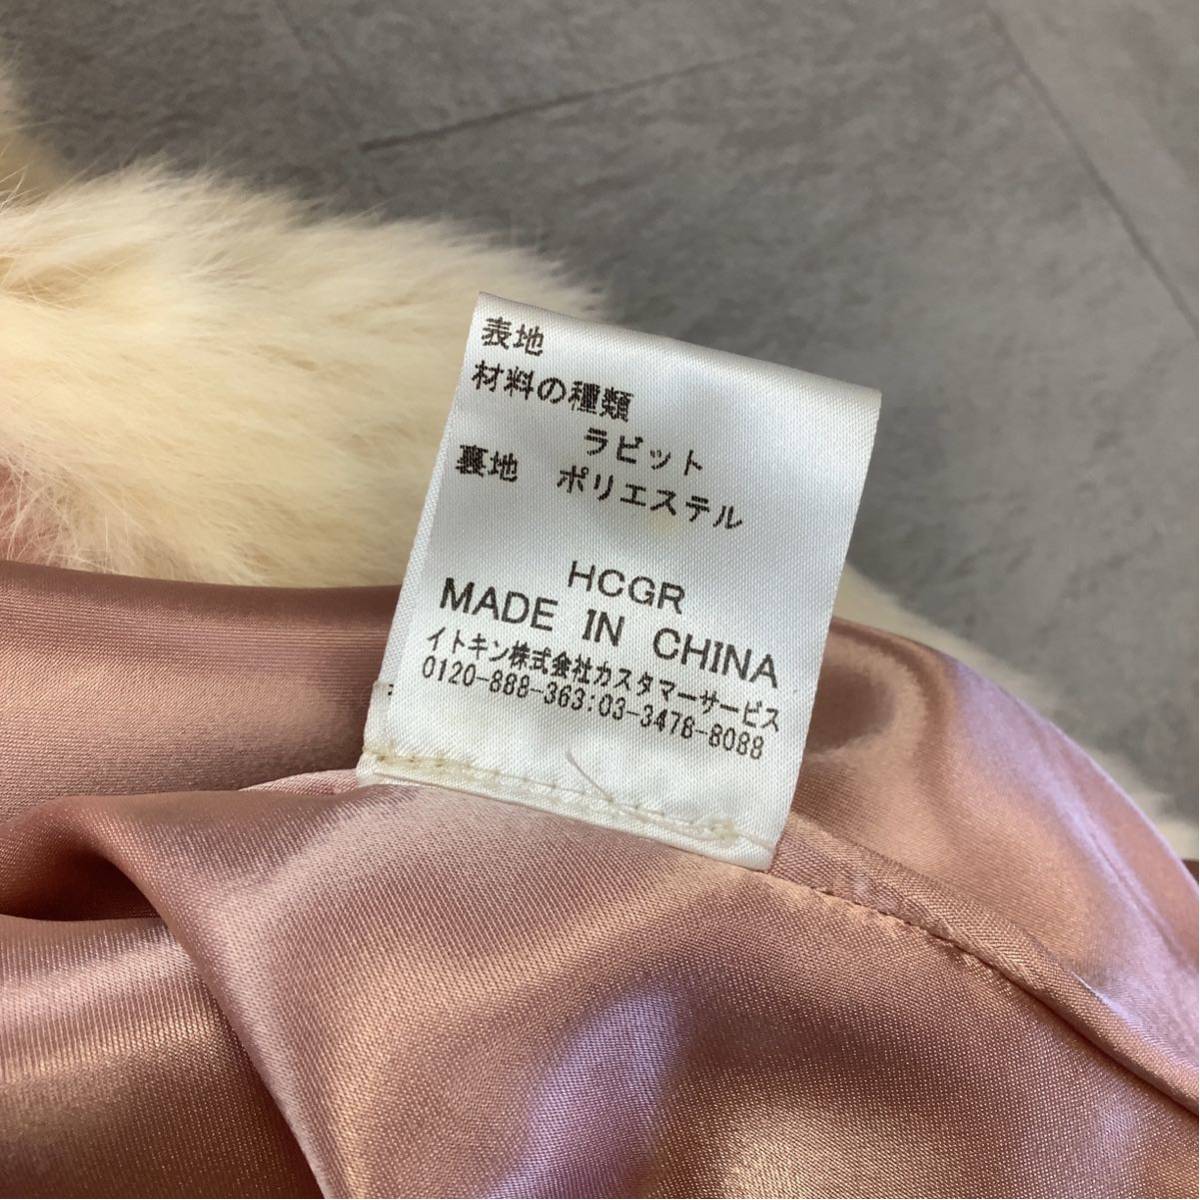 表地
材料の種類
ラビット
裏地 ポリエステル
HCGR
MADE IN CHINA
イトキン株式会社カスタマーサービス
0120-888-363:03-3478-8088